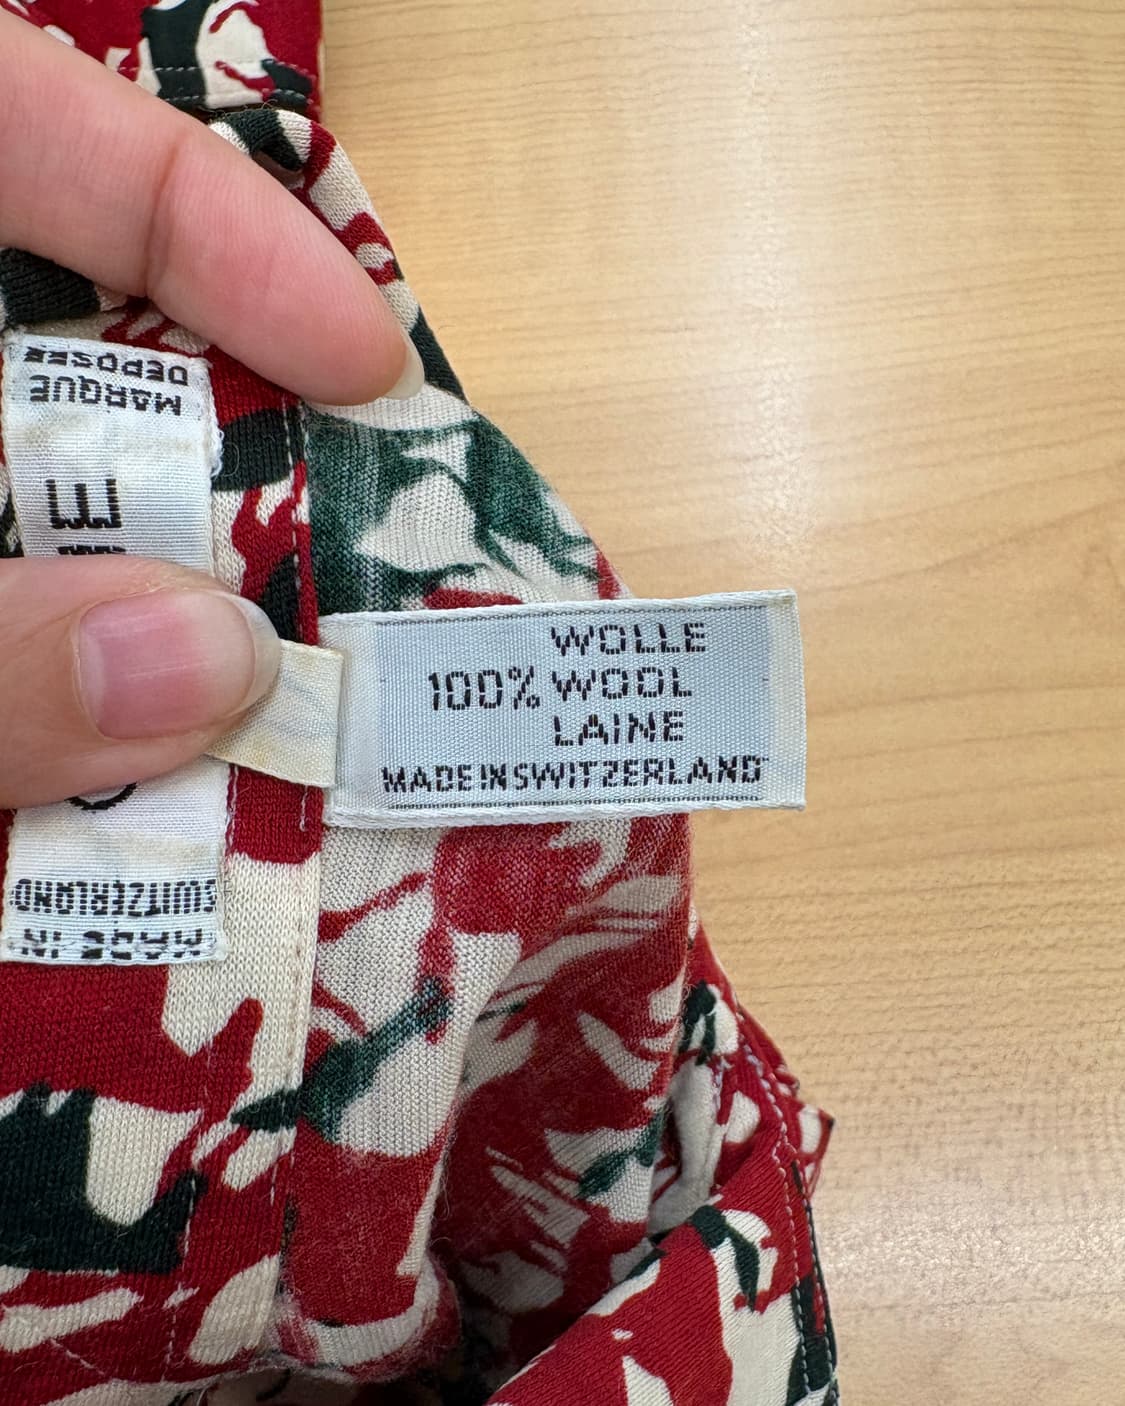 MARQUE
DEPOSEE
SWITZERLAND
MADE IN
WOLLE
100% WOOL
LAINE
MADE IN SWITZERLAND